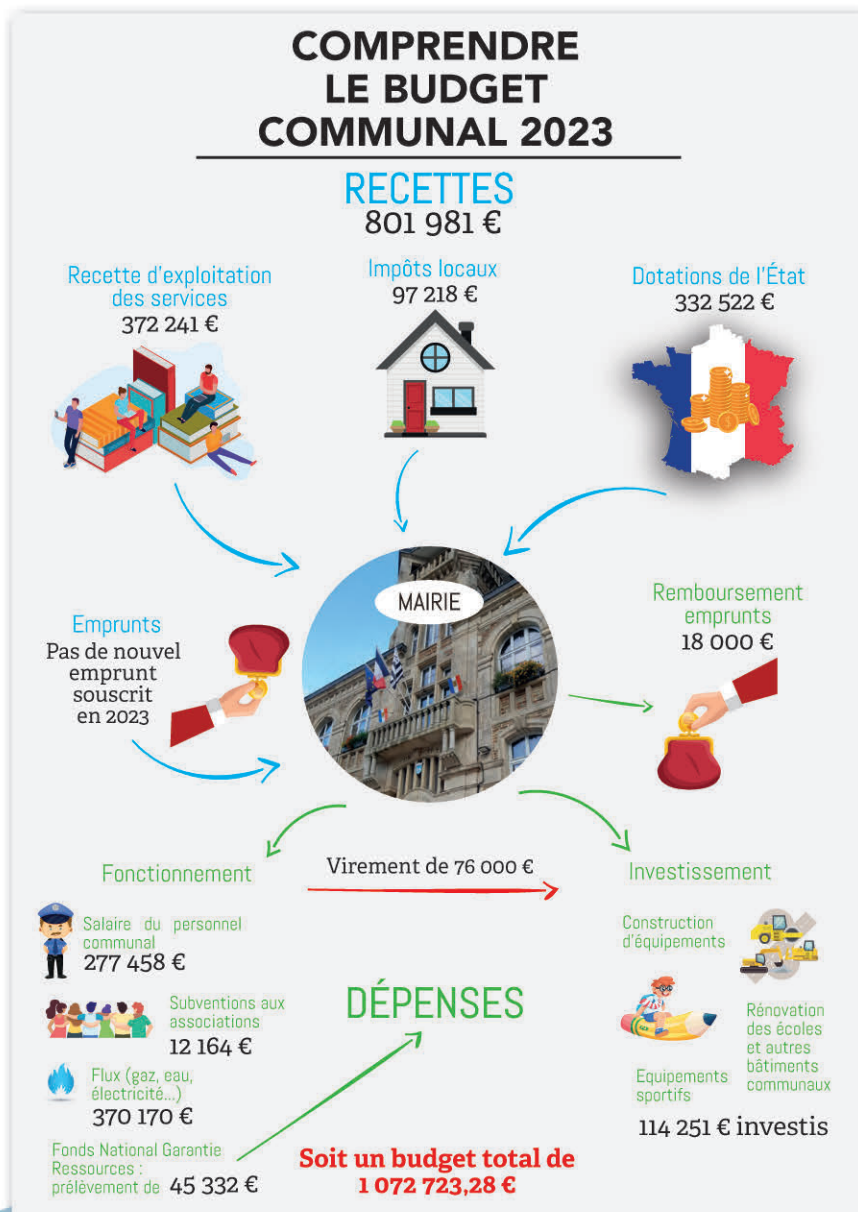 COMPRENDRE
LE BUDGET
COMMUNAL 2023
RECETTES
801 981 €
Recette d'exploitation
des services
372 241 €
Impôts locaux
97 218 €
Dotations de l'État
332 522 €
MAIRIE
Emprunts
Pas de nouvel
emprunt
souscrit
en 2023
Remboursement
emprunts
18 000 €
Fonctionnement
Virement de 76 000 €
Investissement
Salaire du personnel
communal
277 458 €
Subventions aux
associations
12 164 €
Flux (gaz, eau,
électricité...)
370 170 €
Fonds National Garantie
Ressources :
prélèvement de 45 332 €
DÉPENSES
Construction
d'équipements
Rénovation
des écoles
et autres
bâtiments
communaux
Equipements
sportifs
114 251 € investis
Soit un budget total de
1 072 723,28 €